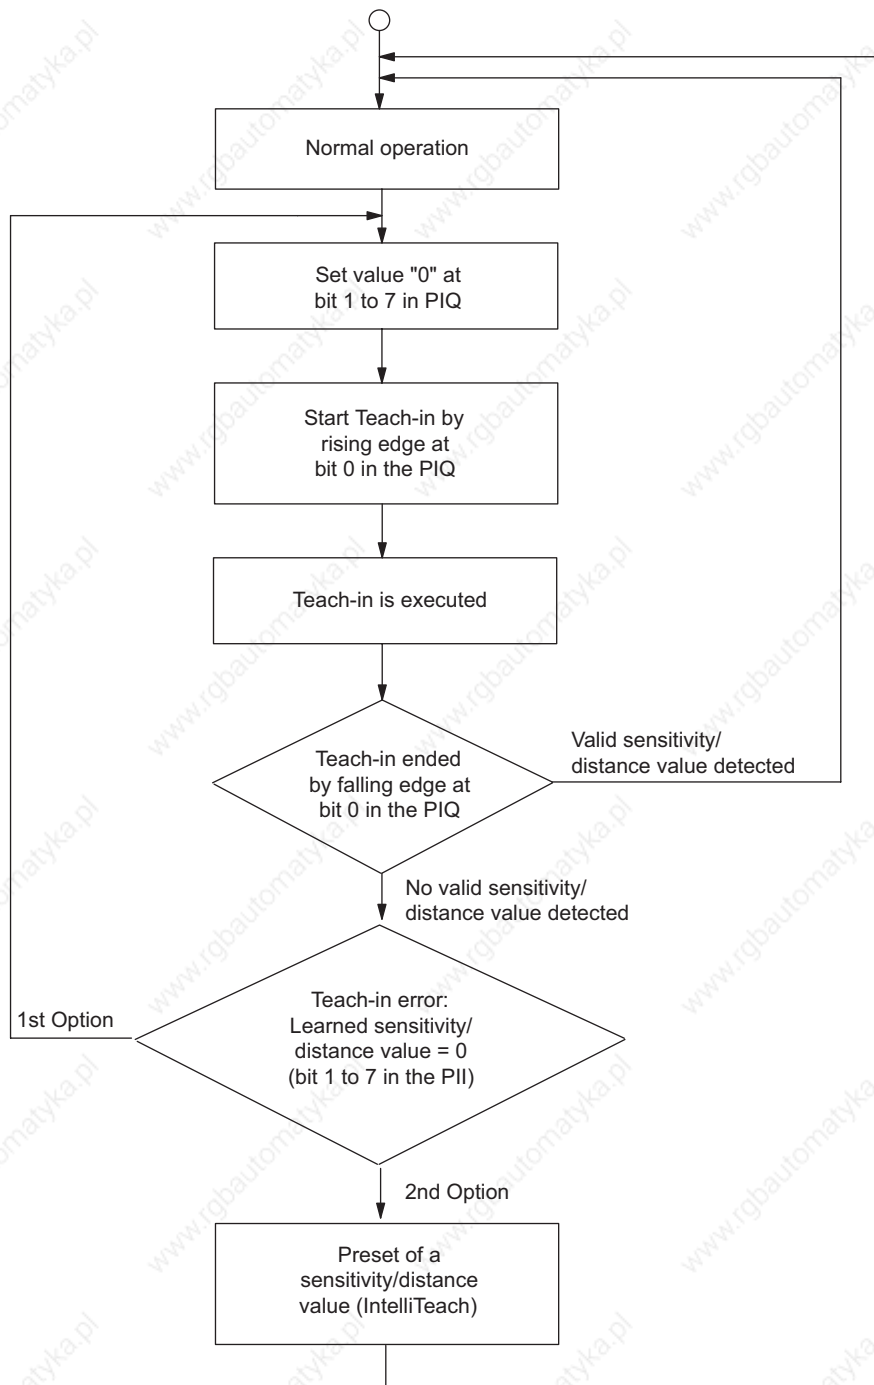 Normal operation
Set value "0" at
bit 1 to 7 in PIQ
Start Teach-in by
rising edge at
bit 0 in the PIQ
Teach-in is executed
Teach-in ended
by falling edge at
bit 0 in the PIQ
Valid sensitivity/
distance value detected
No valid sensitivity/
distance value detected
Teach-in error:
Learned sensitivity/
distance value = 0
(bit 1 to 7 in the PII)
1st Option
2nd Option
Preset of a
sensitivity/distance
value (IntelliTeach)
www.rgbautomatyka.pl